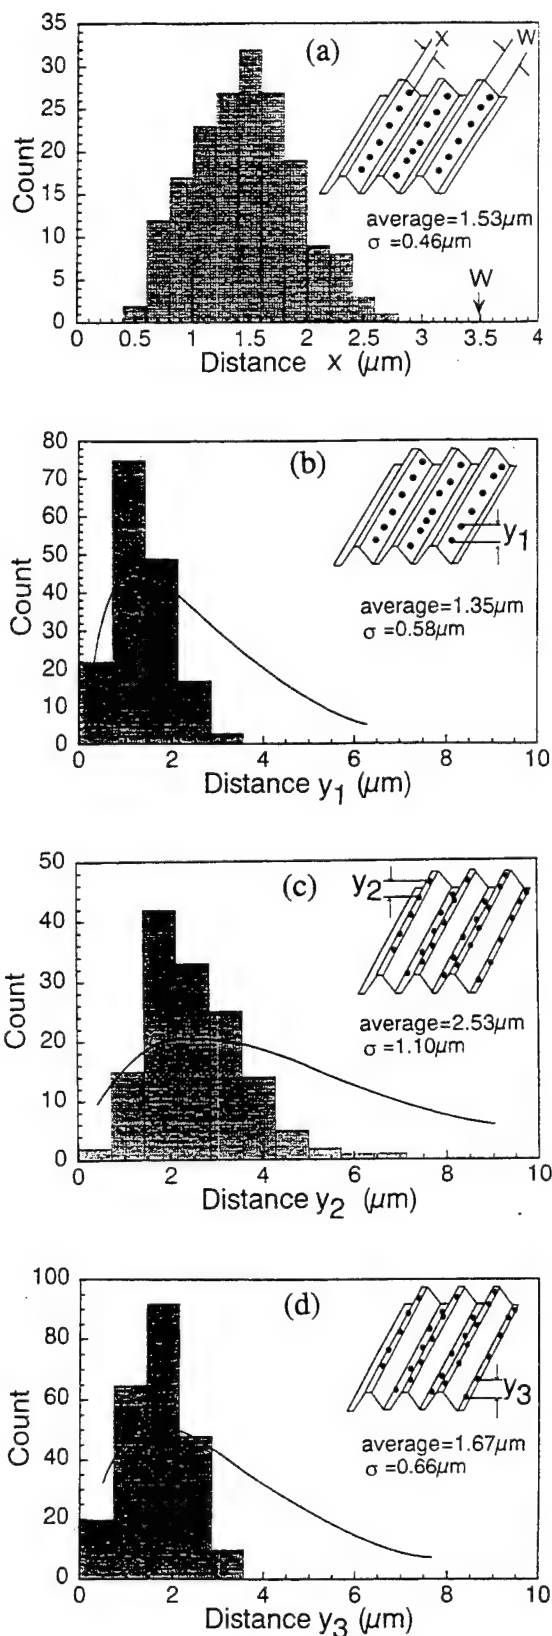 (a)
X
W
35
30
25
20
15
10
5
0
Count
average=1.53μm
σ =0.46μm
W
0.5
1
1.5
2
2.5
3
3.5
4
Distance x (μm)
(b)
80
70
60
50
40
30
20
10
0
Count
y1
average=1.35μm
σ =0.58μm
0
2
4
6
8
10
Distance y1 (μm)
(c)
50
40
30
20
10
0
Count
y2
average=2.53μm
σ =1.10μm
0
2
4
6
8
10
Distance y2 (μm)
(d)
100
80
60
40
20
0
Count
y3
average=1.67μm
σ =0.66μm
0
2
4
6
8
10
Distance y3 (μm)